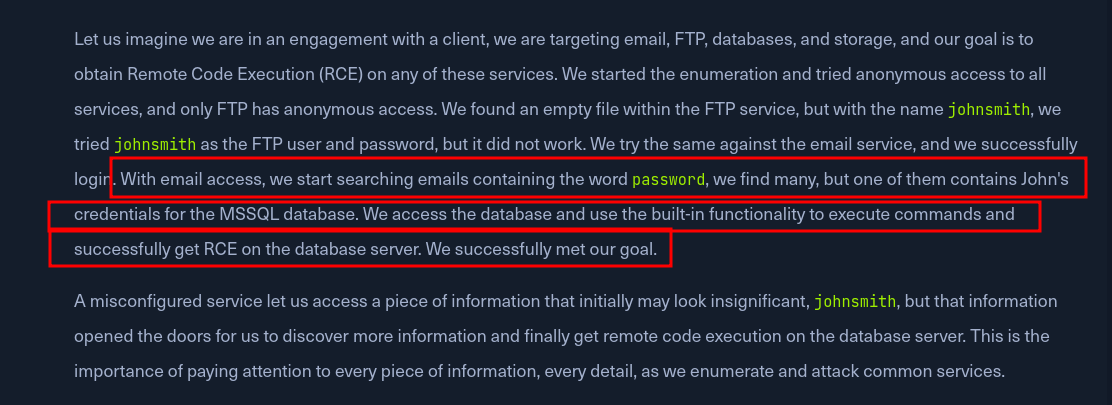 Let us imagine we are in an engagement with a client, we are targeting email, FTP, databases, and storage, and our goal is to
obtain Remote Code Execution (RCE) on any of these services. We started the enumeration and tried anonymous access to all
services, and only FTP has anonymous access. We found an empty file within the FTP service, but with the name johnsmith, we
tried johnsmith as the FTP user and password, but it did not work. We try the same against the email service, and we successfully
login. With email access, we start searching emails containing the word password, we find many, but one of them contains John's
credentials for the MSSQL database. We access the database and use the built-in functionality to execute commands and
successfully get RCE on the database server. We successfully met our goal.
A misconfigured service let us access a piece of information that initially may look insignificant, johnsmith, but that information
opened the doors for us to discover more information and finally get remote code execution on the database server. This is the
importance of paying attention to every piece of information, every detail, as we enumerate and attack common services.